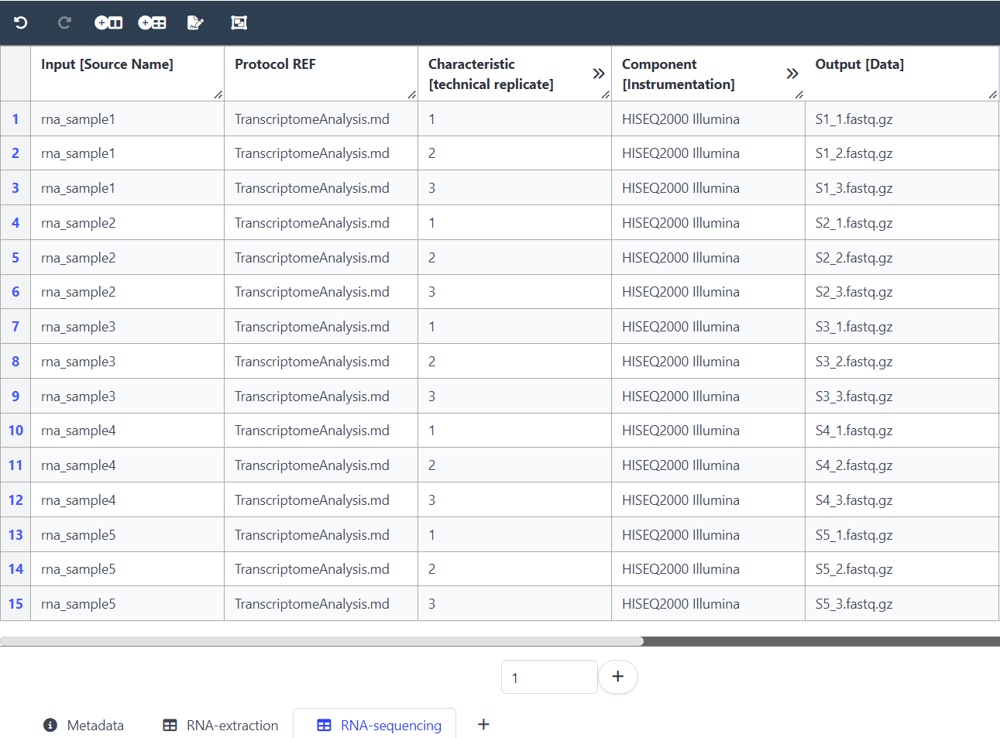 Input [Source Name] Protocol REF Characteristic [technical replicate] Component [Instrumentation] Output [Data]
1 rna_sample1 TranscriptomeAnalysis.md 1 HISEQ2000 Illumina S1_1.fastq.gz
2 rna_sample1 TranscriptomeAnalysis.md 2 HISEQ2000 Illumina S1_2.fastq.gz
3 rna_sample1 TranscriptomeAnalysis.md 3 HISEQ2000 Illumina S1_3.fastq.gz
4 rna_sample2 TranscriptomeAnalysis.md 1 HISEQ2000 Illumina S2_1.fastq.gz
5 rna_sample2 TranscriptomeAnalysis.md 2 HISEQ2000 Illumina S2_2.fastq.gz
6 rna_sample2 TranscriptomeAnalysis.md 3 HISEQ2000 Illumina S2_3.fastq.gz
7 rna_sample3 TranscriptomeAnalysis.md 1 HISEQ2000 Illumina S3_1.fastq.gz
8 rna_sample3 TranscriptomeAnalysis.md 2 HISEQ2000 Illumina S3_2.fastq.gz
9 rna_sample3 TranscriptomeAnalysis.md 3 HISEQ2000 Illumina S3_3.fastq.gz
10 rna_sample4 TranscriptomeAnalysis.md 1 HISEQ2000 Illumina S4_1.fastq.gz
11 rna_sample4 TranscriptomeAnalysis.md 2 HISEQ2000 Illumina S4_2.fastq.gz
12 rna_sample4 TranscriptomeAnalysis.md 3 HISEQ2000 Illumina S4_3.fastq.gz
13 rna_sample5 TranscriptomeAnalysis.md 1 HISEQ2000 Illumina S5_1.fastq.gz
14 rna_sample5 TranscriptomeAnalysis.md 2 HISEQ2000 Illumina S5_2.fastq.gz
15 rna_sample5 TranscriptomeAnalysis.md 3 HISEQ2000 Illumina S5_3.fastq.gz
1 +
Metadata RNA-extraction RNA-sequencing +